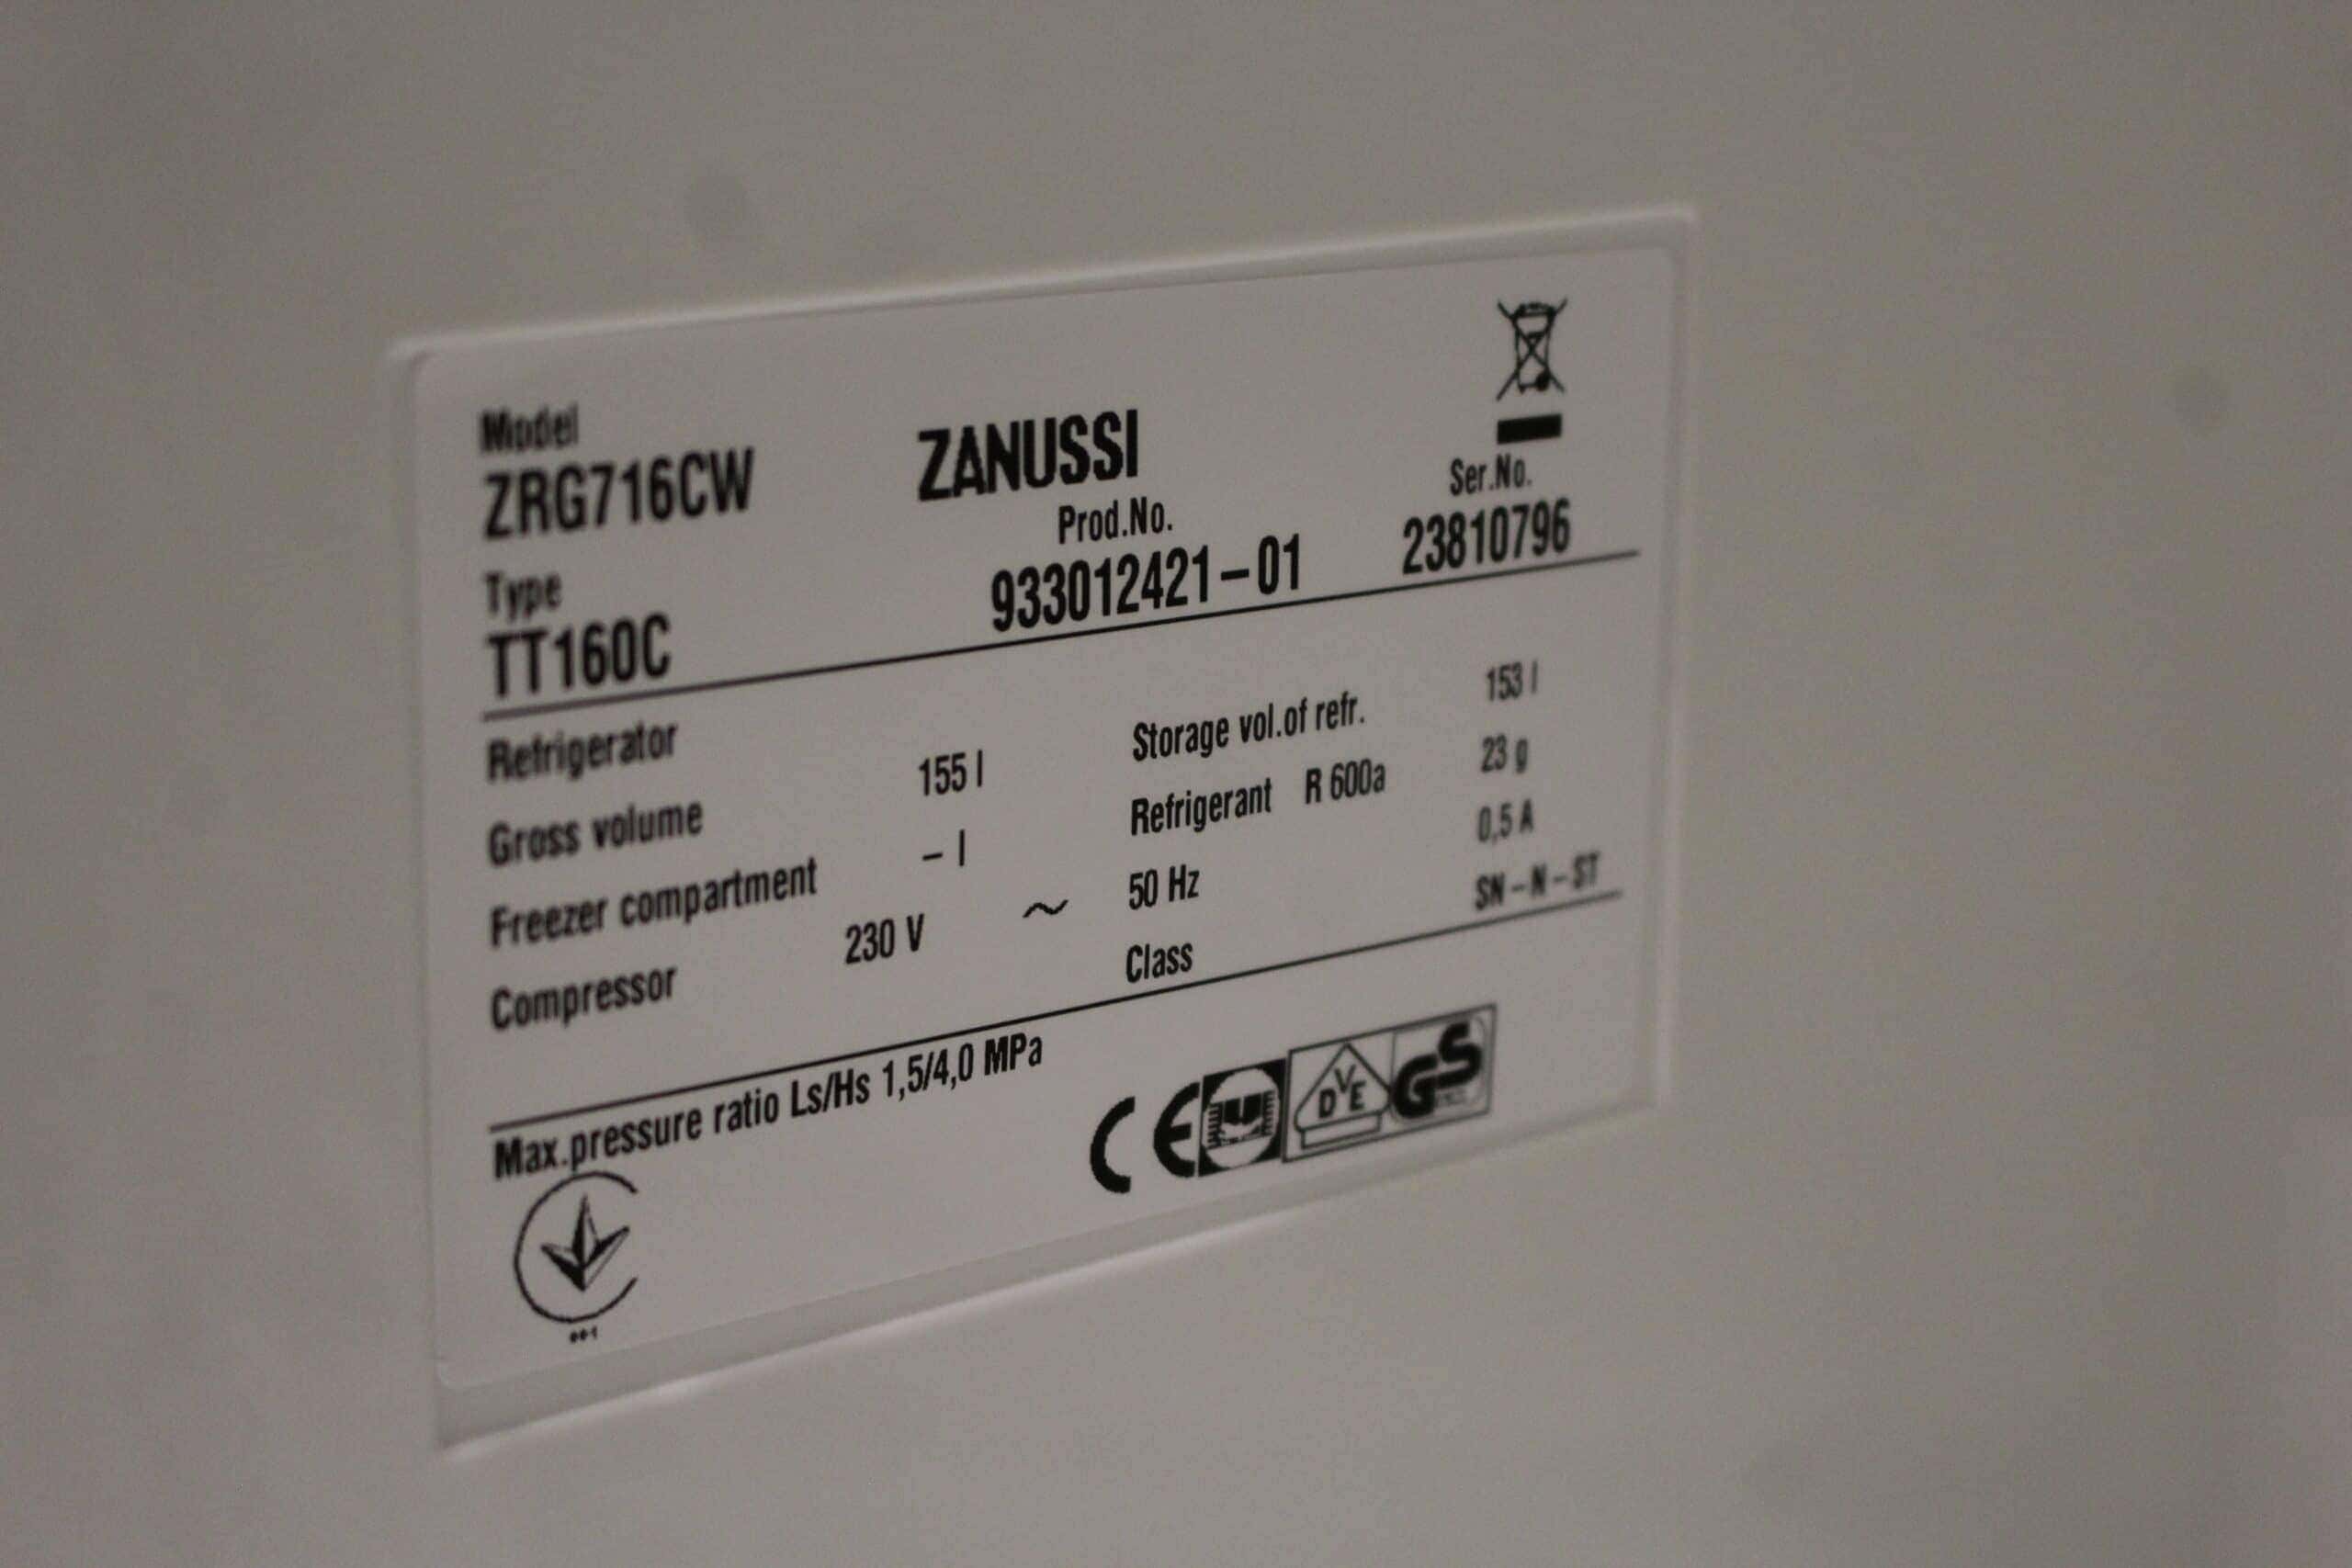 Model
ZRG716CW
ZANUSSI
Type
TT160C
Prod.No.
933012421-01
Ser.No.
23810796
Refrigerator
Gross volume 155 l Storage vol.of refr. 153 l
Freezer compartment - l Refrigerant R 600a 23 g
Compressor 230 V ~ 50 Hz 0,5 A
Class SN-N-ST
Max.pressure ratio Ls/Hs 1,5/4,0 MPa
CE
DVE
GS